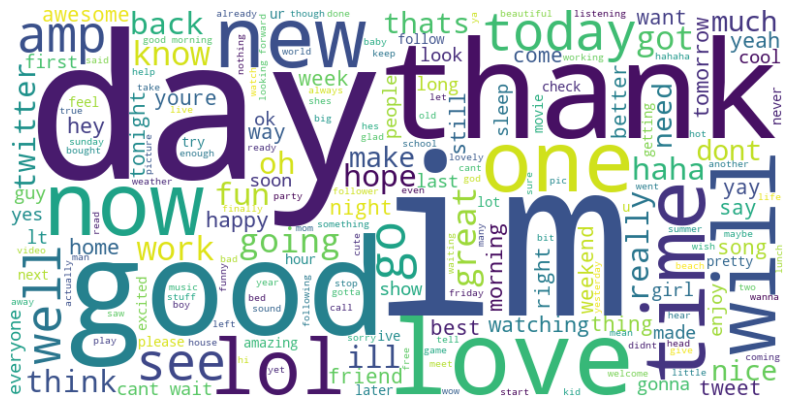 awesome
back
new
ur
though
done
ya
beautiful
listening
today
thats
want
much
amp
good morning
already
baby
follow
got
yeah
first
said
know
nothing
looking forward
world
keep
look
come
working
hahaha
tomorrow
cool
day
thank
twitter
help
take
week
watch
always
people
long
check
let
better
need
getting
never
feel
true
live
youre
shes
movie
sleep
old
hot
hey
tonight
try
ok
way
big
hes
glad
still
sunday
bought
picture
enough
ready
school
lovely
cant
god
sure
pic
dont
another
guy
now
weather
oh
soon
make
hope
last
one
haha
went
life
yes
fun
party
follower
even
lot
u
yay
will
read
happy
finally
mom
something
night
great
many
say
lt
home
work
going
hour
cute
go
waiting
bit
right
weekend
yesterday
really
time
summer
maybe
song
wish
pretty
video
man
next
well
good
bad
im
morning
girl
beach
lunch
actually
saw
excited
music
stuff
boy
funny
year
bed
sound
following
stop
gotta
call
show
friday
enjoy
two
wanna
away
everyone
play
please
house
left
lol
ive
sorry
free
best
watching
thing
made
hear
head
nice
think
see
hi
amazing
ill
tell
game
love
didnt
mean
give
little
coming
cant wait
yet
friend
later
meet
wow
start
kid
welcome
gonna
tweet